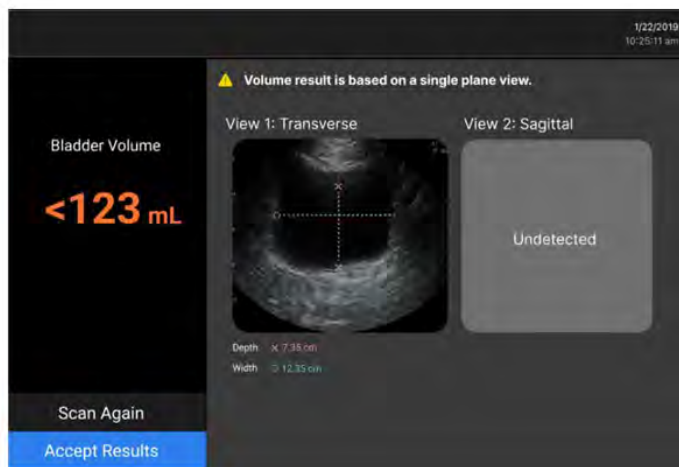 1/22/2019
10:25:11 am
Volume result is based on a single plane view.
Bladder Volume
<123 mL
View 1: Transverse
View 2: Sagittal
Undetected
Depth x 7.35 cm
Width 12.35 cm
Scan Again
Accept Results